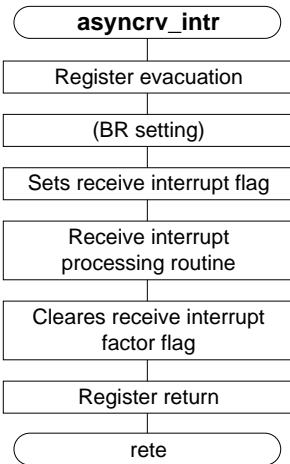 asyncrv_intr
Register evacuation
(BR setting)
Sets receive interrupt flag
Receive interrupt
processing routine
Cleares receive interrupt
factor flag
Register return
rete